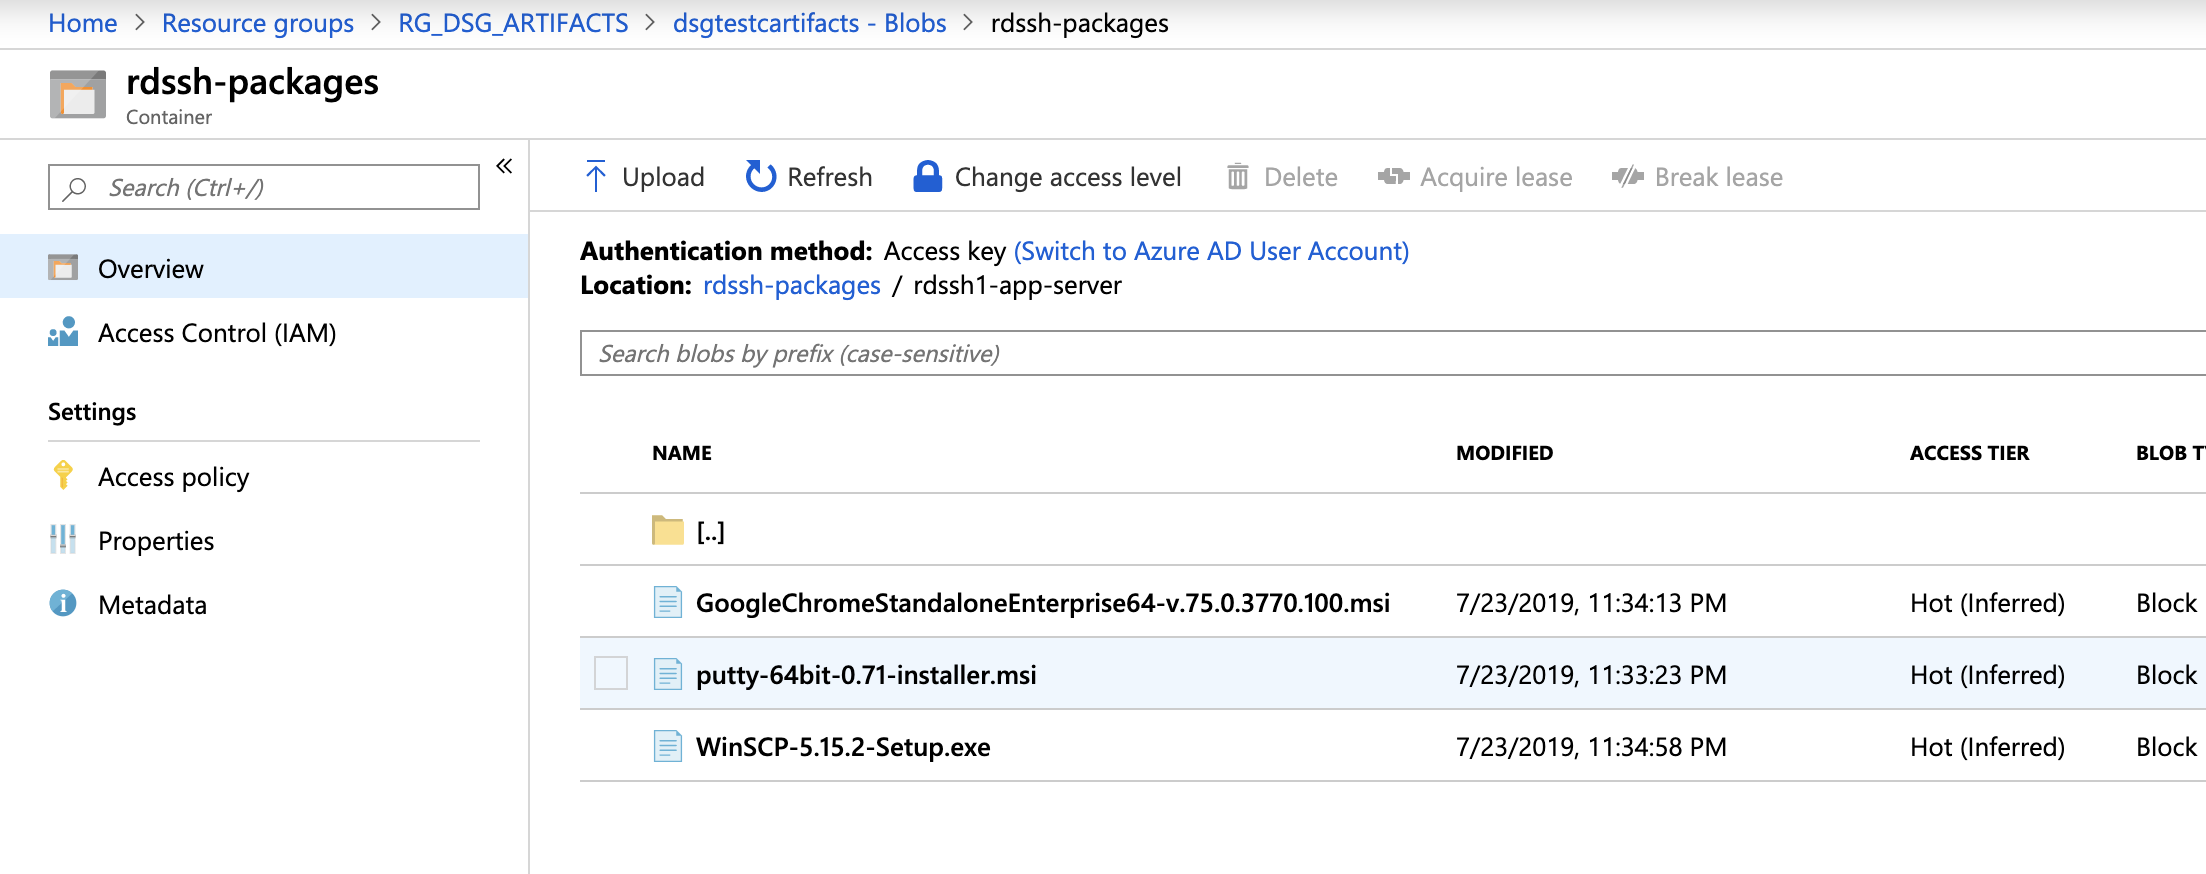 Home > Resource groups > RG_DSG_ARTIFACTS > dsgtestcartifacts - Blobs > rdssh-packages
rdssh-packages
Container
Search (Ctrl+/)
«
Overview
Access Control (IAM)
Settings
Access policy
Properties
Metadata
Upload Refresh Change access level Delete Acquire lease Break lease
Authentication method: Access key (Switch to Azure AD User Account)
Location: rdssh-packages / rdssh1-app-server
Search blobs by prefix (case-sensitive)
NAME MODIFIED ACCESS TIER BLOB TY
[..]
GoogleChromeStandaloneEnterprise64-v.75.0.3770.100.msi 7/23/2019, 11:34:13 PM Hot (Inferred) Block
putty-64bit-0.71-installer.msi 7/23/2019, 11:33:23 PM Hot (Inferred) Block
WinSCP-5.15.2-Setup.exe 7/23/2019, 11:34:58 PM Hot (Inferred) Block